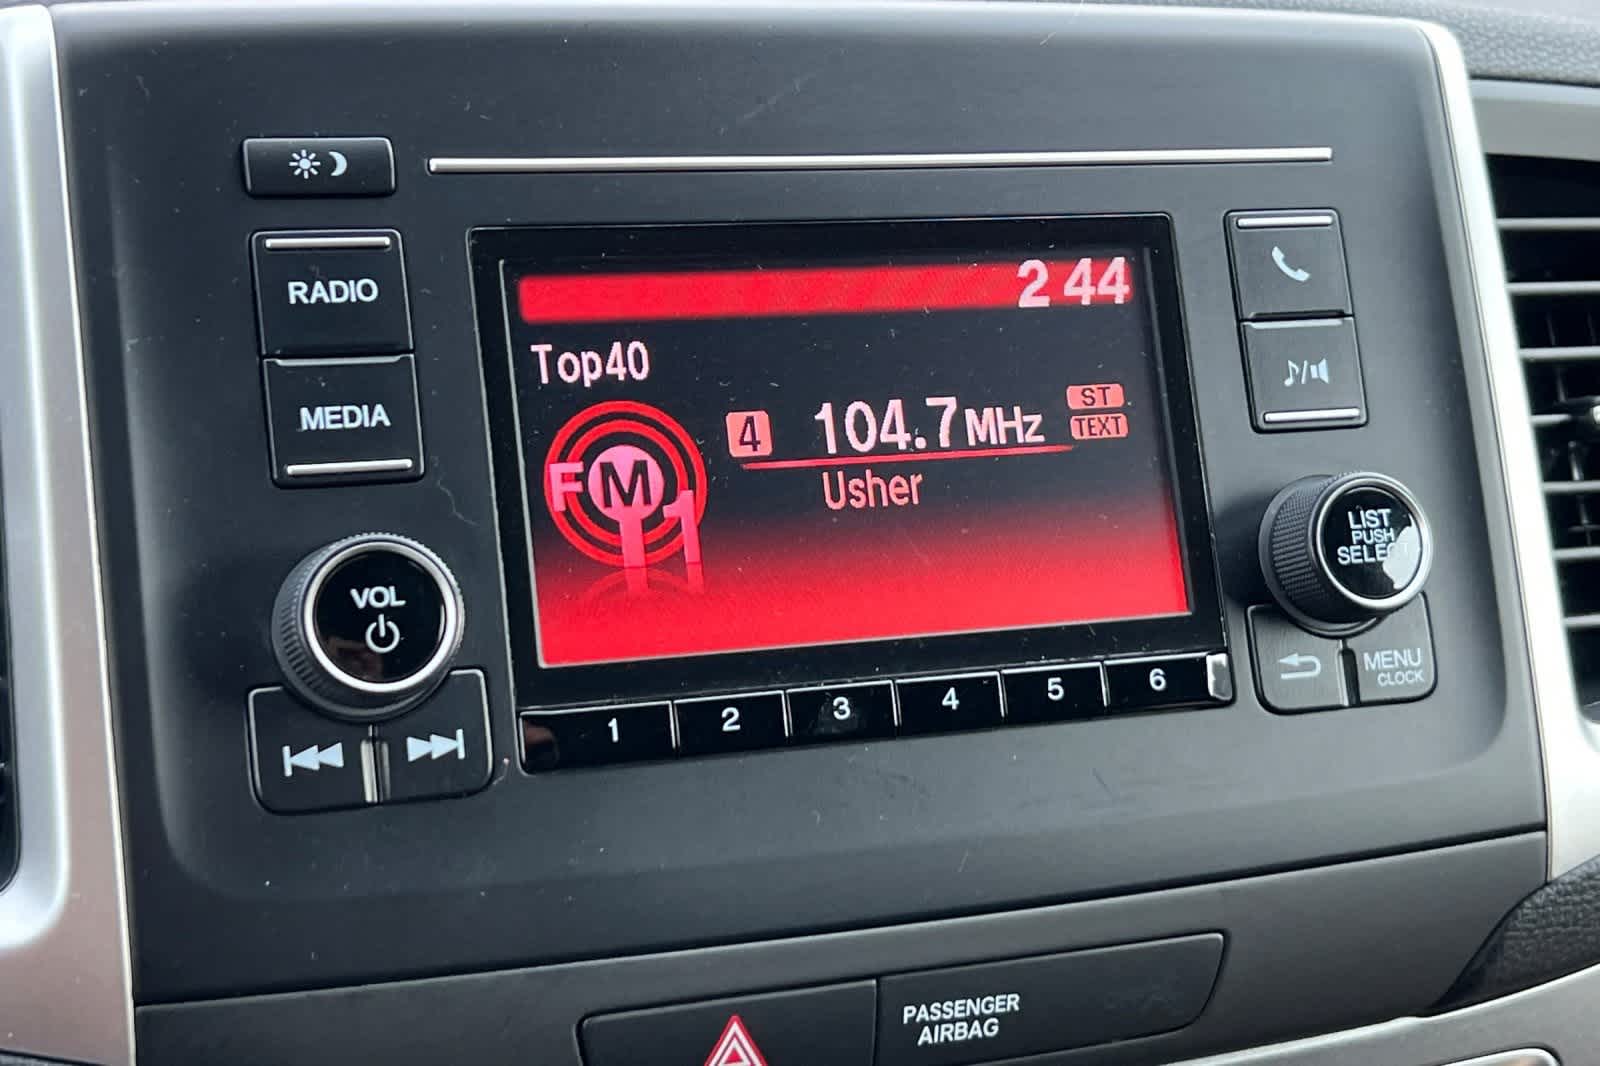 RADIO
MEDIA
VOL
2 44
Top40
FM
1
4 104.7MHz ST
TEXT
Usher
1 2 3 4 5 6
LIST
PUSH
SELECT
MENU
CLOCK
PASSENGER
AIRBAG